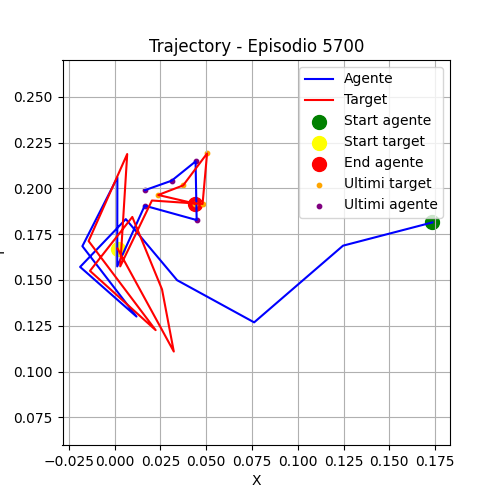 Trajectory - Episodio 5700
Agente
Target
Start agente
Start target
End agente
Ultimi target
Ultimi agente
0.250
0.225
0.200
0.175
0.150
0.125
0.100
0.075
−0.025 0.000 0.025 0.050 0.075 0.100 0.125 0.150 0.175
X